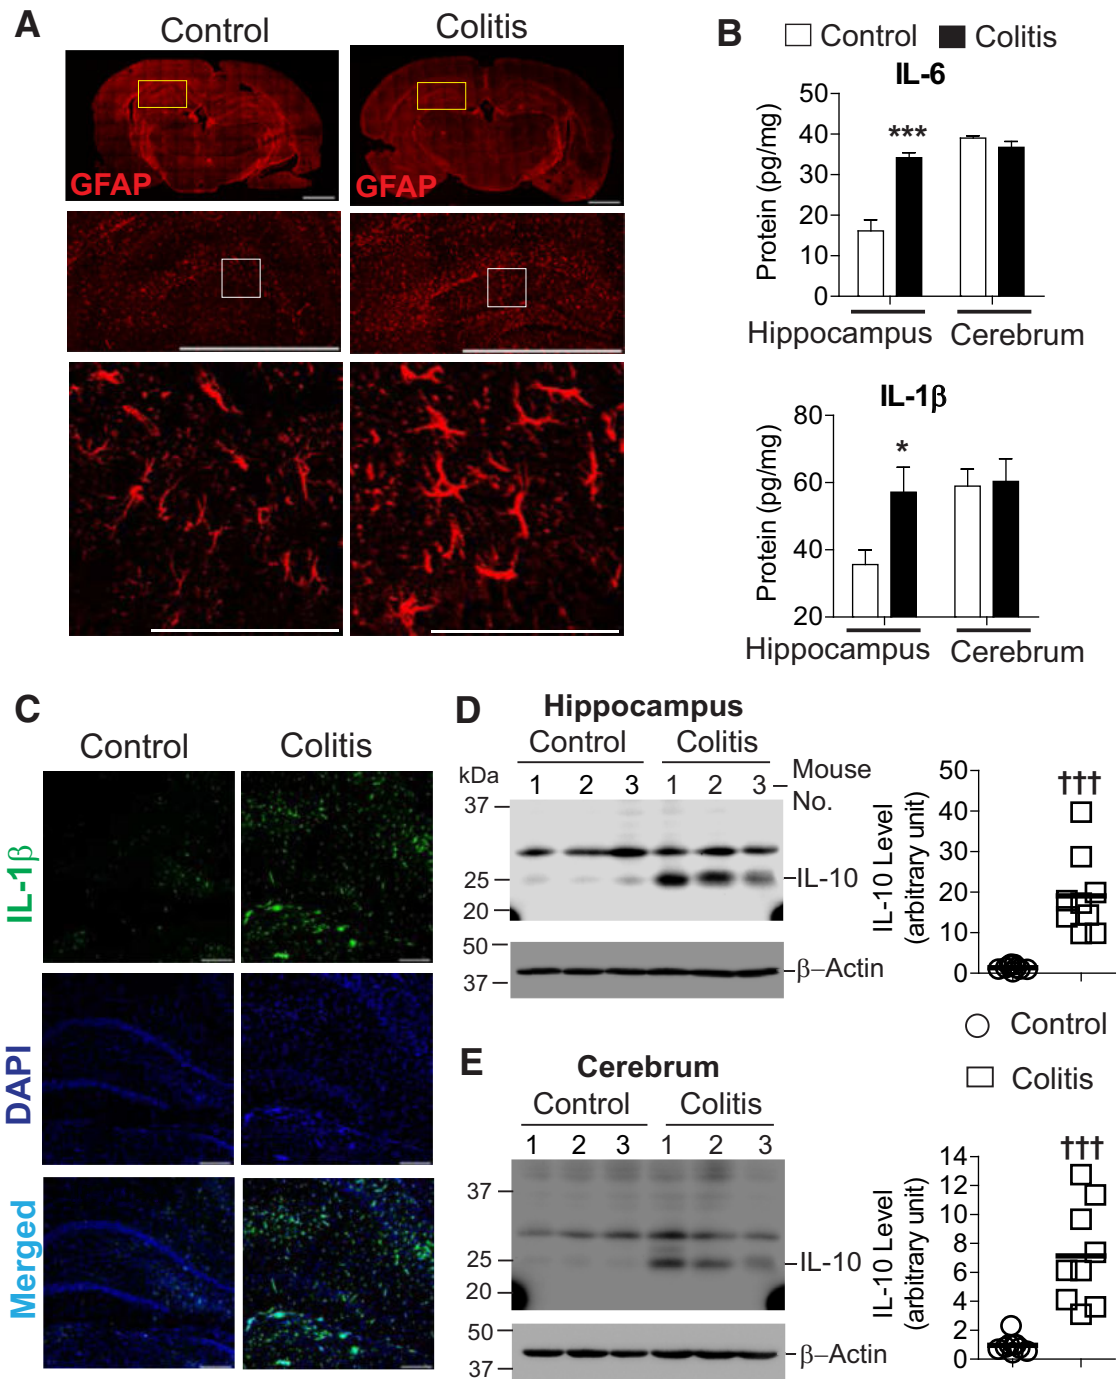 A
Control
Colitis
GFAP
GFAP
B
Control
Colitis
IL-6
Protein (pg/mg)
50
40
30
20
10
0
***
Hippocampus
Cerebrum
IL-1β
Protein (pg/mg)
80
60
40
20
*
Hippocampus
Cerebrum
C
Control
Colitis
IL-1β
DAPI
Merged
D
Hippocampus
Control
Colitis
kDa
1 2 3 1 2 3
Mouse
No.
37
25
20
IL-10
50
37
β–Actin
IL-10 Level
(arbitrary unit)
50
40
30
20
10
0
†††
Control
Colitis
E
Cerebrum
Control
Colitis
1 2 3 1 2 3
37
25
20
IL-10
50
37
β–Actin
IL-10 Level
(arbitrary unit)
14
12
10
8
6
4
2
0
†††